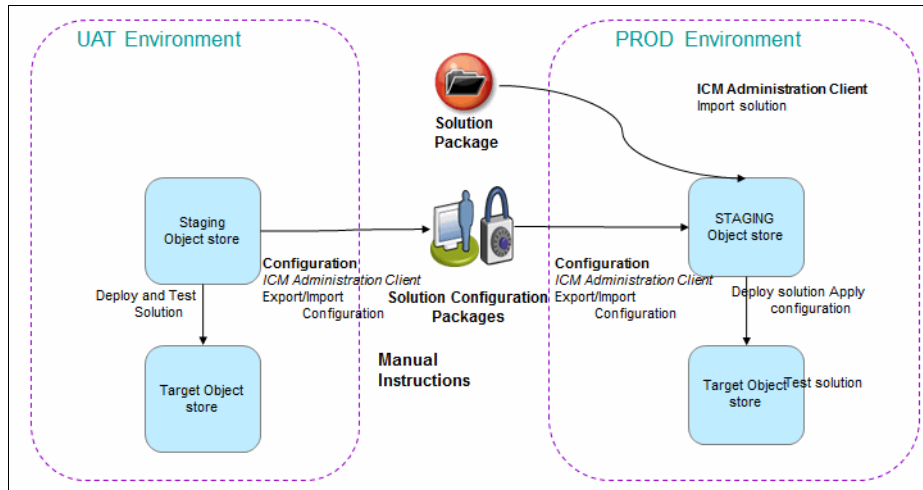 UAT Environment
PROD Environment
ICM Administration Client
Import solution
Solution
Package
Staging
Object store
STAGING
Object store
Configuration
ICM Administration Client
Export/Import
Configuration
Solution Configuration
Packages
Configuration
ICM Administration Client
Export/Import
Configuration
Deploy and Test
Solution
Deploy solution Apply
configuration
Manual
Instructions
Target Object
store
Target Object
store
Test solution